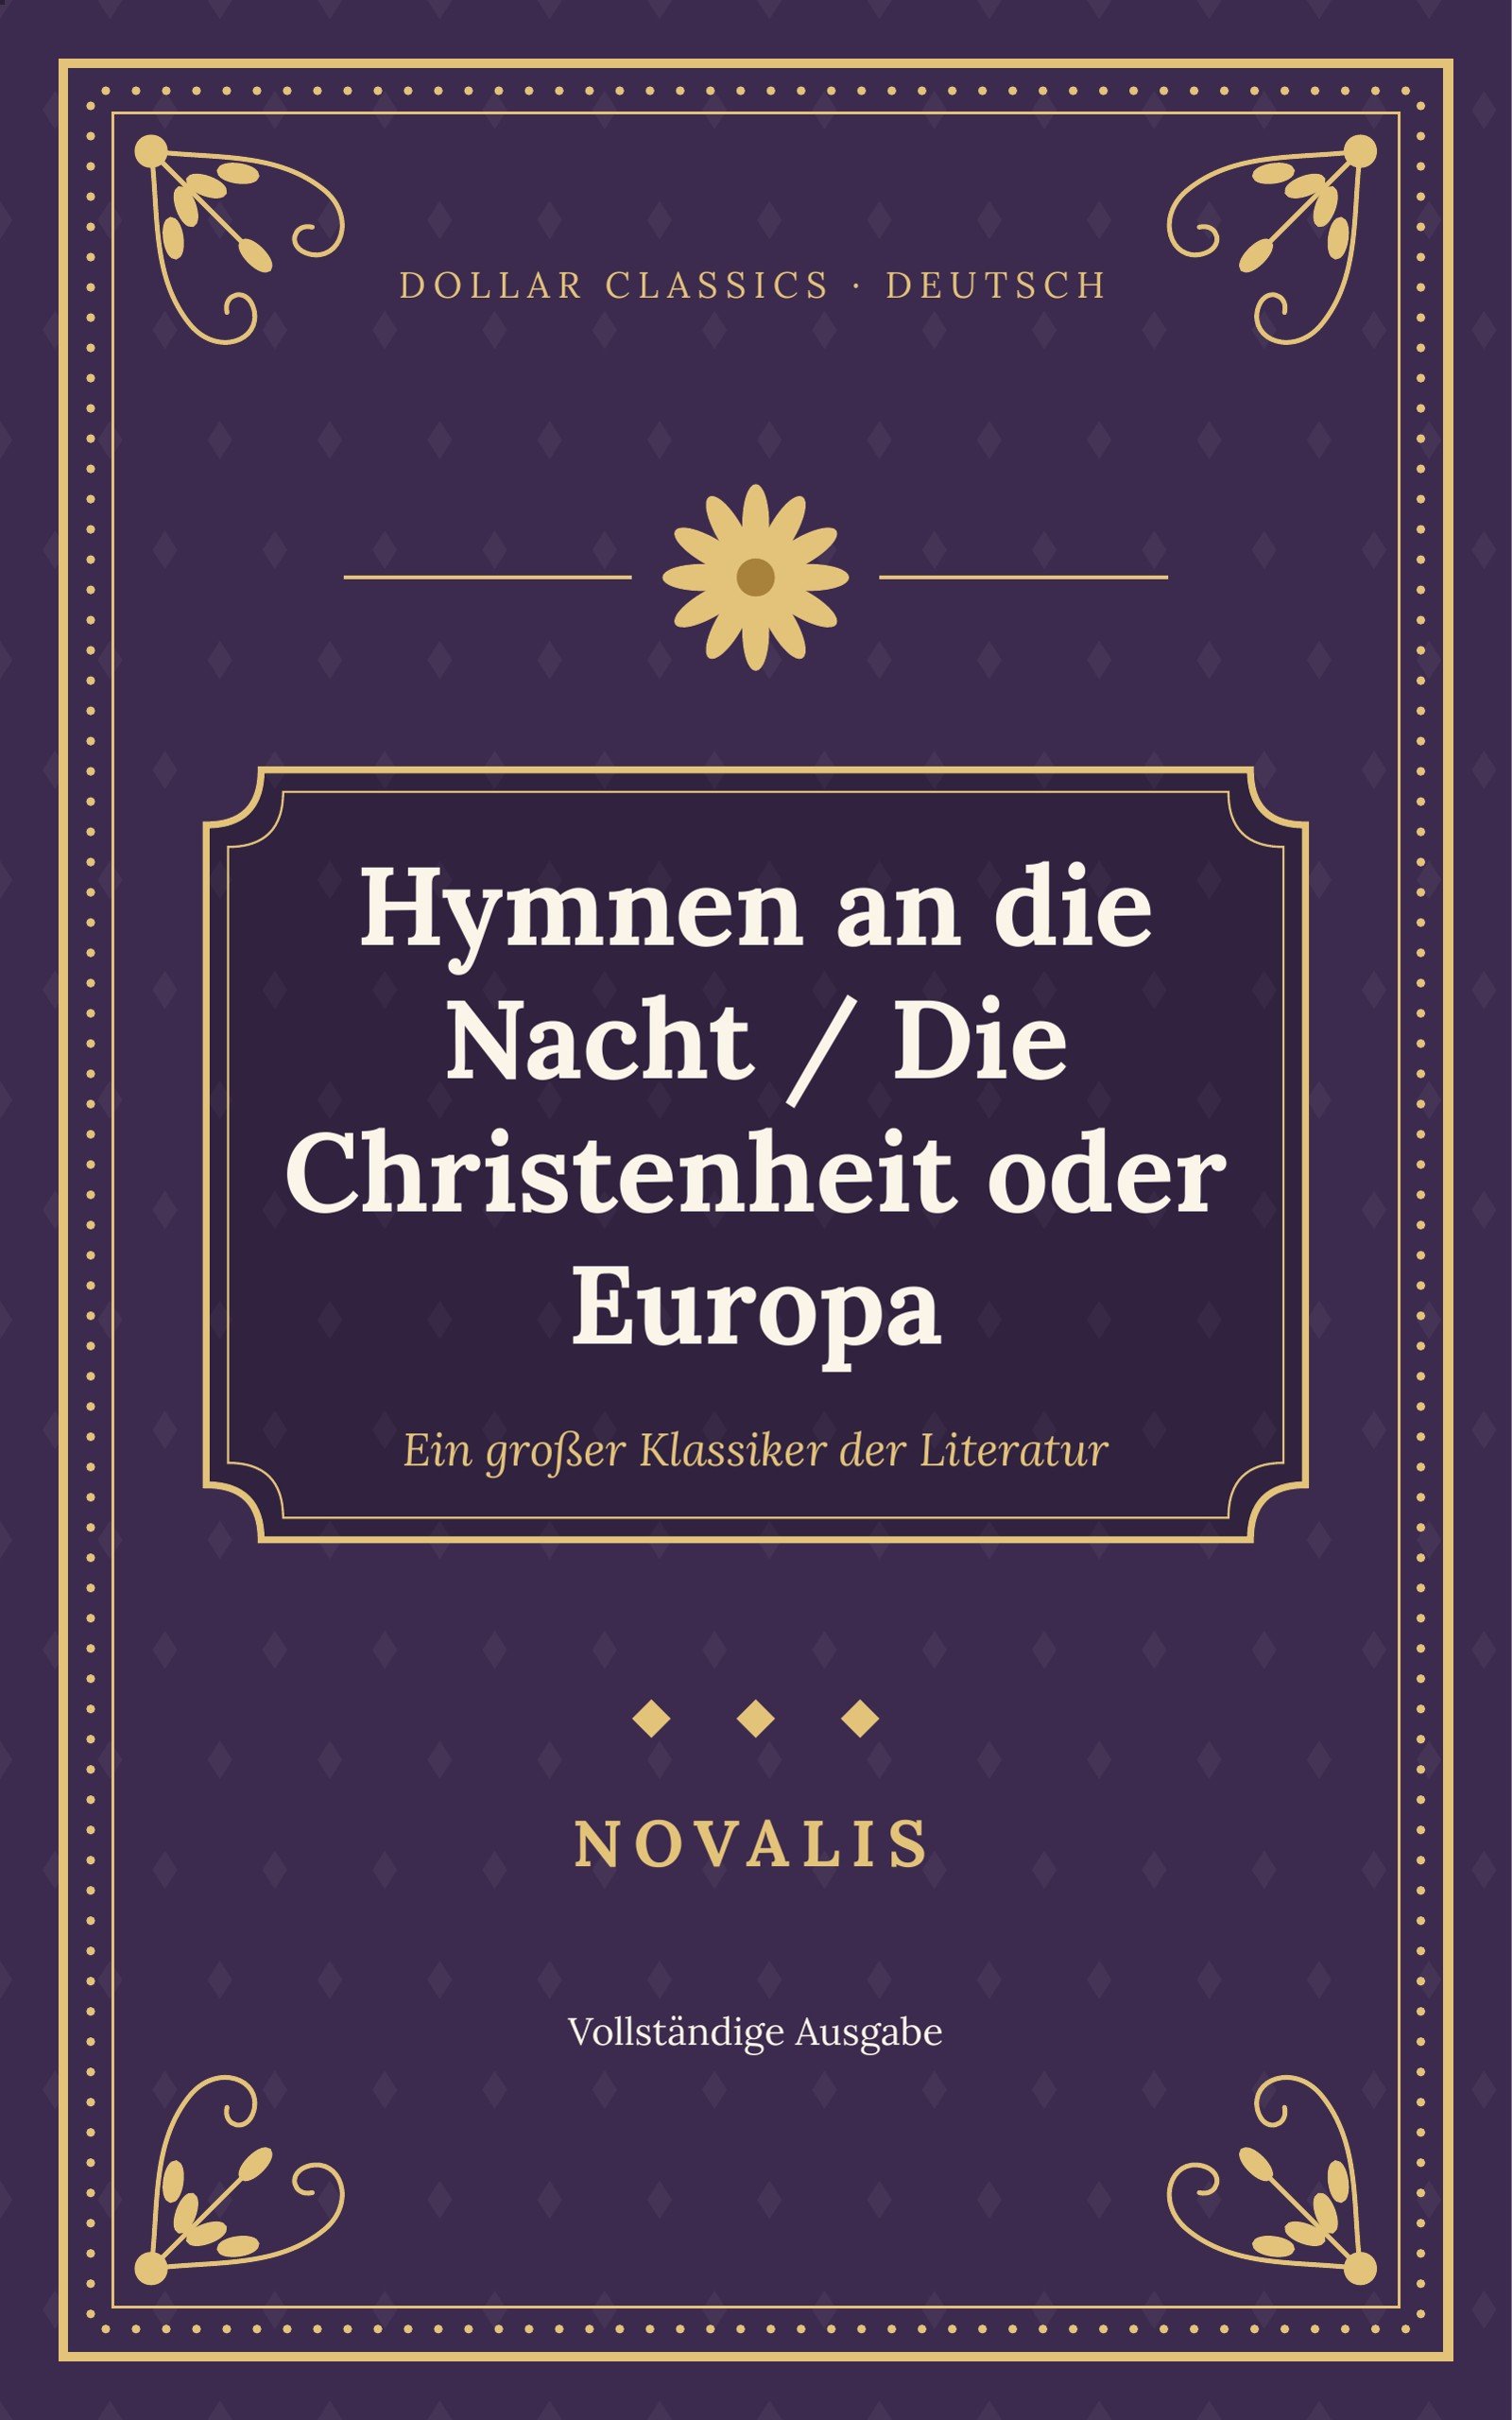 DOLLAR CLASSICS · DEUTSCH
Hymnen an die
Nacht / Die
Christenheit oder
Europa
Ein großer Klassiker der Literatur
NOVALIS
Vollständige Ausgabe